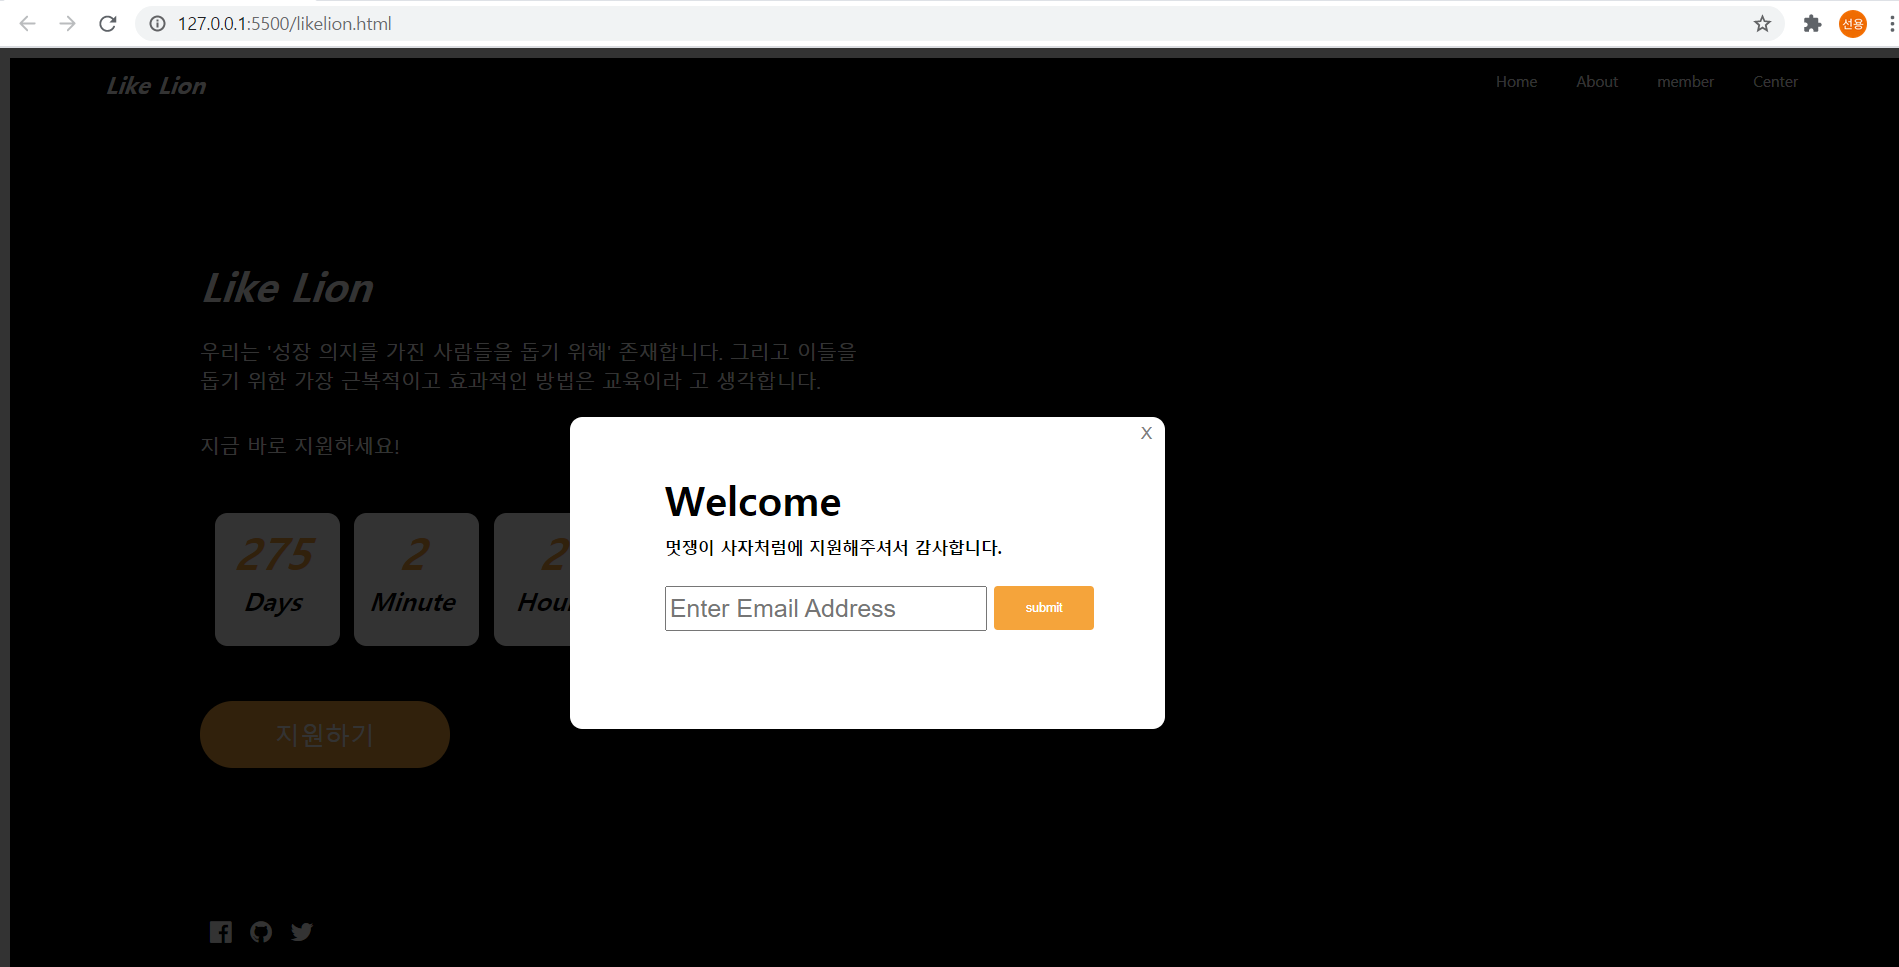 127.0.0.1:5500/likelion.html
선용
Like Lion
Home
About
member
Center
Like Lion
우리는 '성장 의지를 가진 사람들을 돕기 위해' 존재합니다. 그리고 이들을
돕기 위한 가장 근복적이고 효과적인 방법은 교육이라 고 생각합니다.
지금 바로 지원하세요!
275
Days
2
Minute
2
Hou
X
Welcome
멋쟁이 사자처럼에 지원해주셔서 감사합니다.
Enter Email Address
submit
지원하기